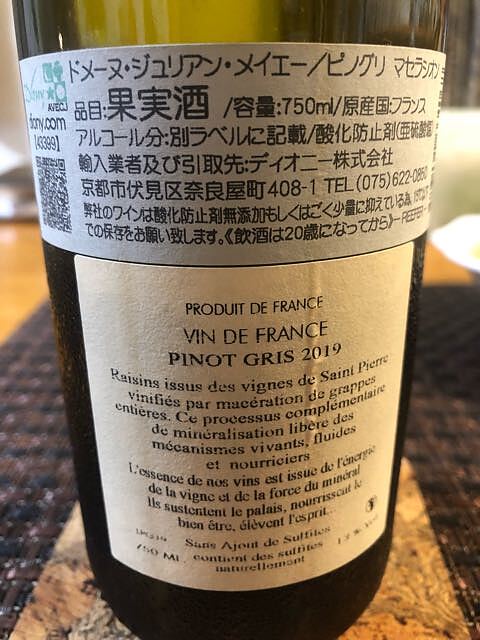 ドメーヌ・ジュリアン・メイエー/ピノグリ マセラシオン
品目:果実酒 /容量:750ml/原産国:フランス
アルコール分:別ラベルに記載/酸化防止剤(亜硫酸塩
輸入業者及び引取先:ディオニー株式会社
京都市伏見区奈良屋町408-1 TEL(075)622-0850
弊社のワインは酸化防止剤無添加もしくはごく少量に抑えている為、
での保存をお願い致します。《飲酒は20歳になってから》
AVEC
diony.com
[43399]
PRODUIT DE FRANCE
VIN DE FRANCE
PINOT GRIS 2019
Raisins issus des vignes de Saint Pierre
vinifiés par macération de grappes
entières. Ce processus complémentaire
de minéralisation libère des
mécanismes vivants, fluides
et nourriciers
L'essence de nos vins est issue de l'énergie
de la vigne et de la force du minéral
Ils sustentent le palais, nourrissent le
bien être, élèvent l'esprit...
Sans Ajout de Sulfites
750 ML contient des sulfites 13 % Vol
naturellement